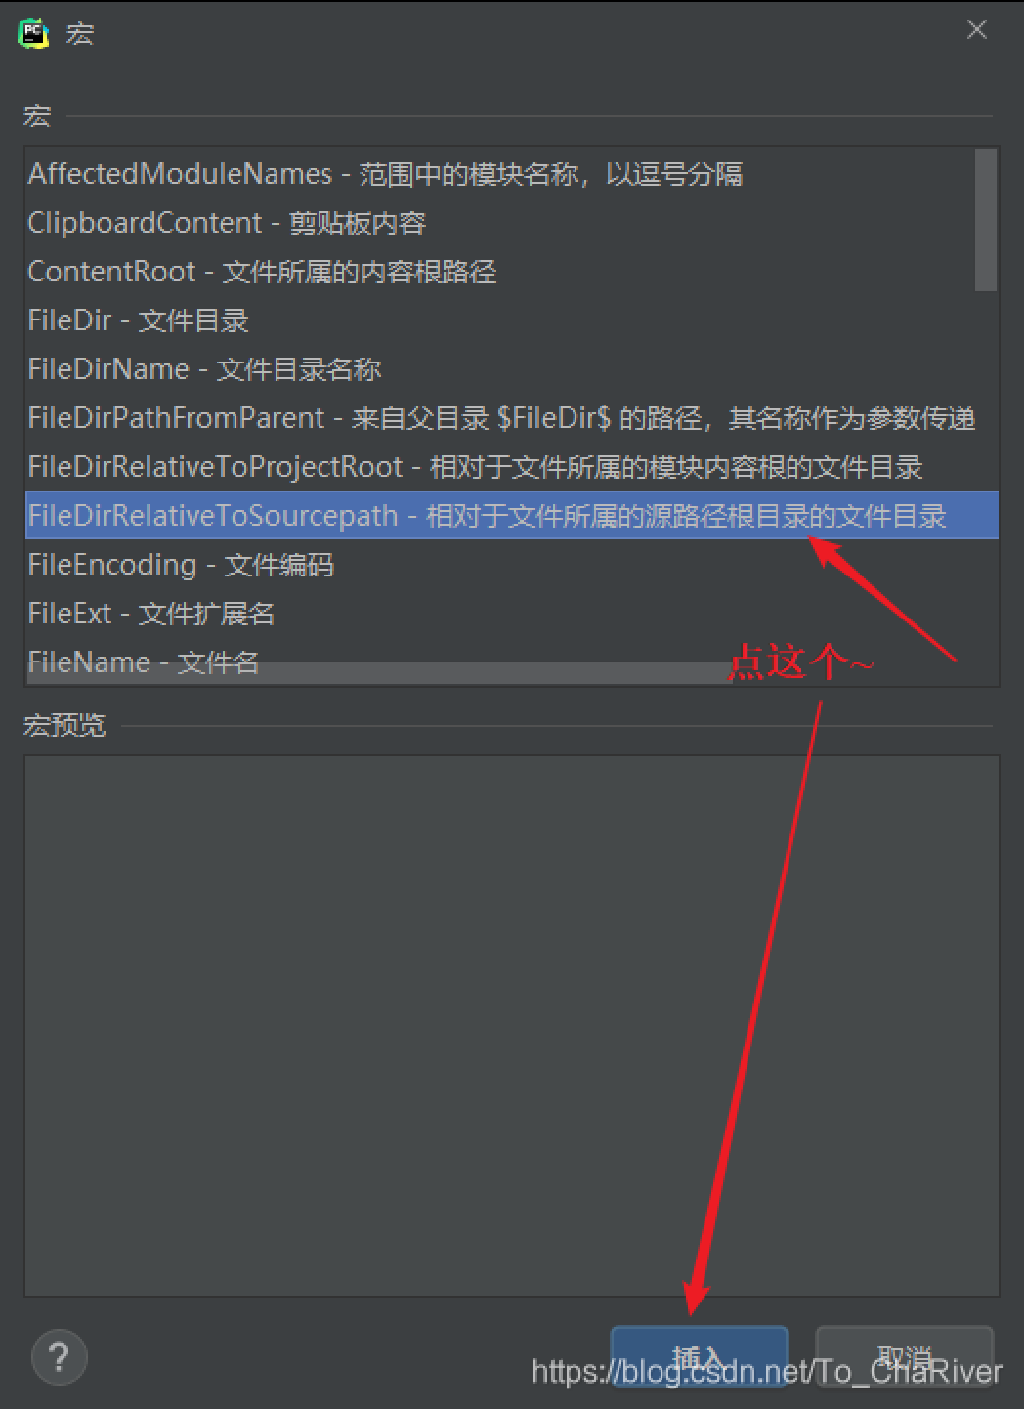 PC 宏
宏
AffectedModuleNames - 范围中的模块名称，以逗号分隔
ClipboardContent - 剪贴板内容
ContentRoot - 文件所属的内容根路径
FileDir - 文件目录
FileDirName - 文件目录名称
FileDirPathFromParent - 来自父目录 $FileDir$ 的路径，其名称作为参数传递
FileDirRelativeToProjectRoot - 相对于文件所属的模块内容根的文件目录
FileDirRelativeToSourcepath - 相对于文件所属的源路径根目录的文件目录
FileEncoding - 文件编码
FileExt - 文件扩展名
FileName - 文件名
点这个~
宏预览
?
插入
取消
https://blog.csdn.net/To_ChaRiver